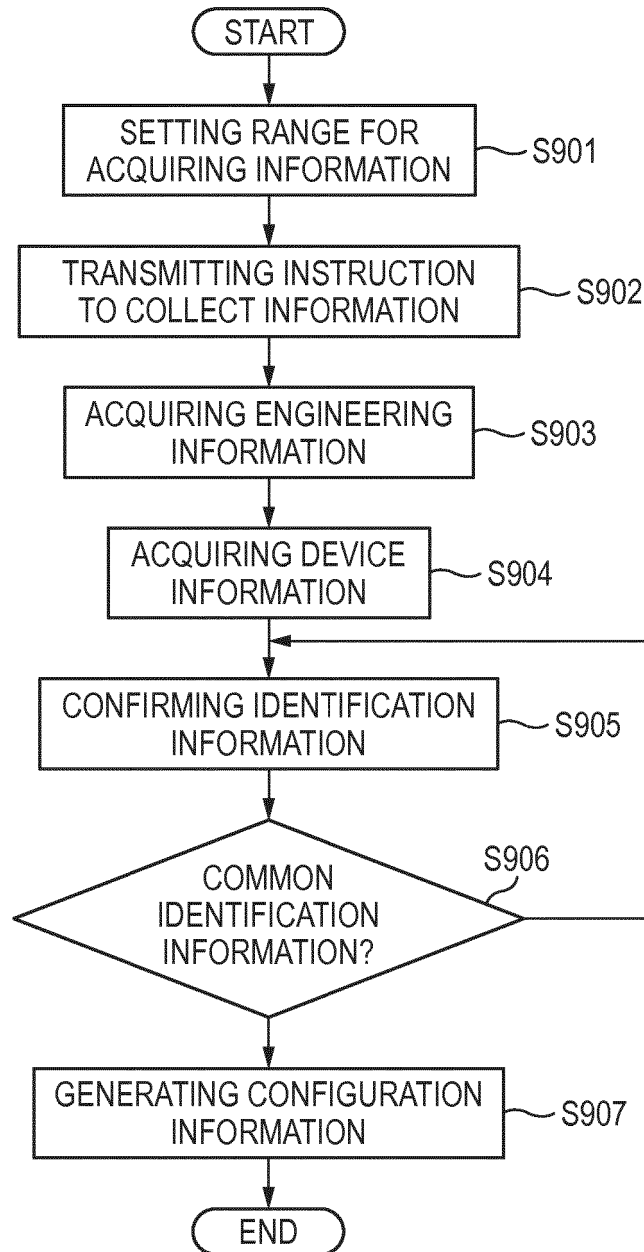 START
SETTING RANGE FOR
ACQUIRING INFORMATION
S901
TRANSMITTING INSTRUCTION
TO COLLECT INFORMATION
S902
ACQUIRING ENGINEERING
INFORMATION
S903
ACQUIRING DEVICE
INFORMATION
S904
CONFIRMING IDENTIFICATION
INFORMATION
S905
COMMON
IDENTIFICATION
INFORMATION?
S906
GENERATING CONFIGURATION
INFORMATION
S907
END